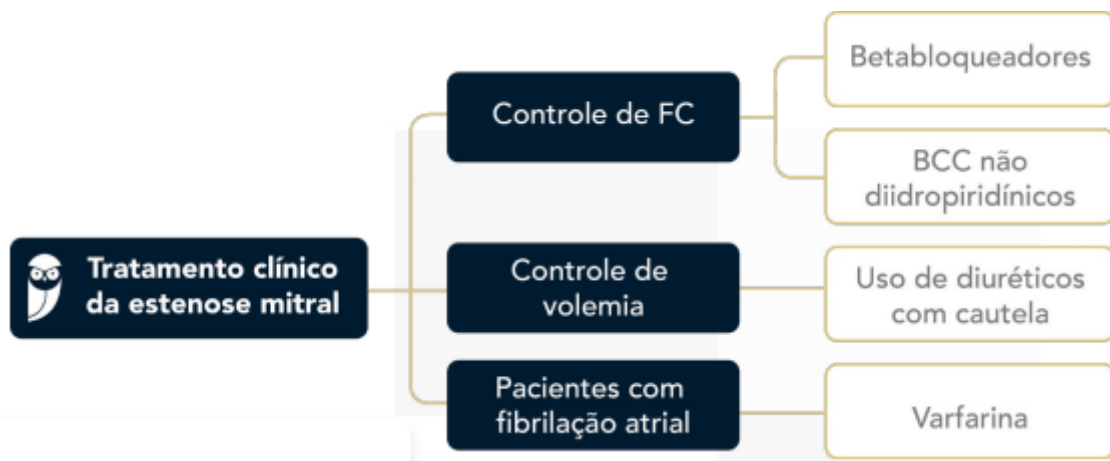 Tratamento clínico
da estenose mitral
Controle de FC
Betabloqueadores
BCC não
diidropiridínicos
Controle de
volemia
Uso de diuréticos
com cautela
Pacientes com
fibrilação atrial
Varfarina